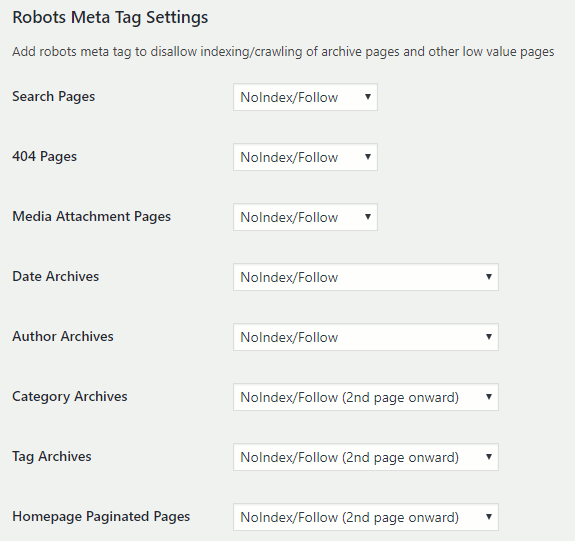 Robots Meta Tag Settings
Add robots meta tag to disallow indexing/crawling of archive pages and other low value pages
Search Pages NoIndex/Follow
404 Pages NoIndex/Follow
Media Attachment Pages NoIndex/Follow
Date Archives NoIndex/Follow
Author Archives NoIndex/Follow
Category Archives NoIndex/Follow (2nd page onward)
Tag Archives NoIndex/Follow (2nd page onward)
Homepage Paginated Pages NoIndex/Follow (2nd page onward)